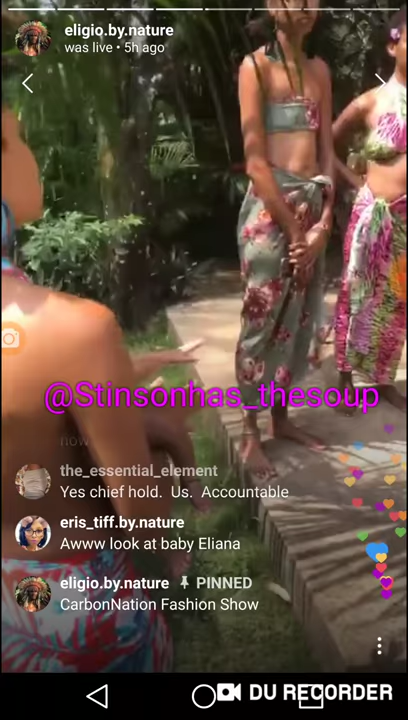 eligio.by.nature
was live • 5h ago
@Stinsonhas_thesoup
now
the_essential_element
Yes chief hold. Us. Accountable
eris_tiff.by.nature
Awww look at baby Eliana
eligio.by.nature PINNED
CarbonNation Fashion Show
DU RECORDER